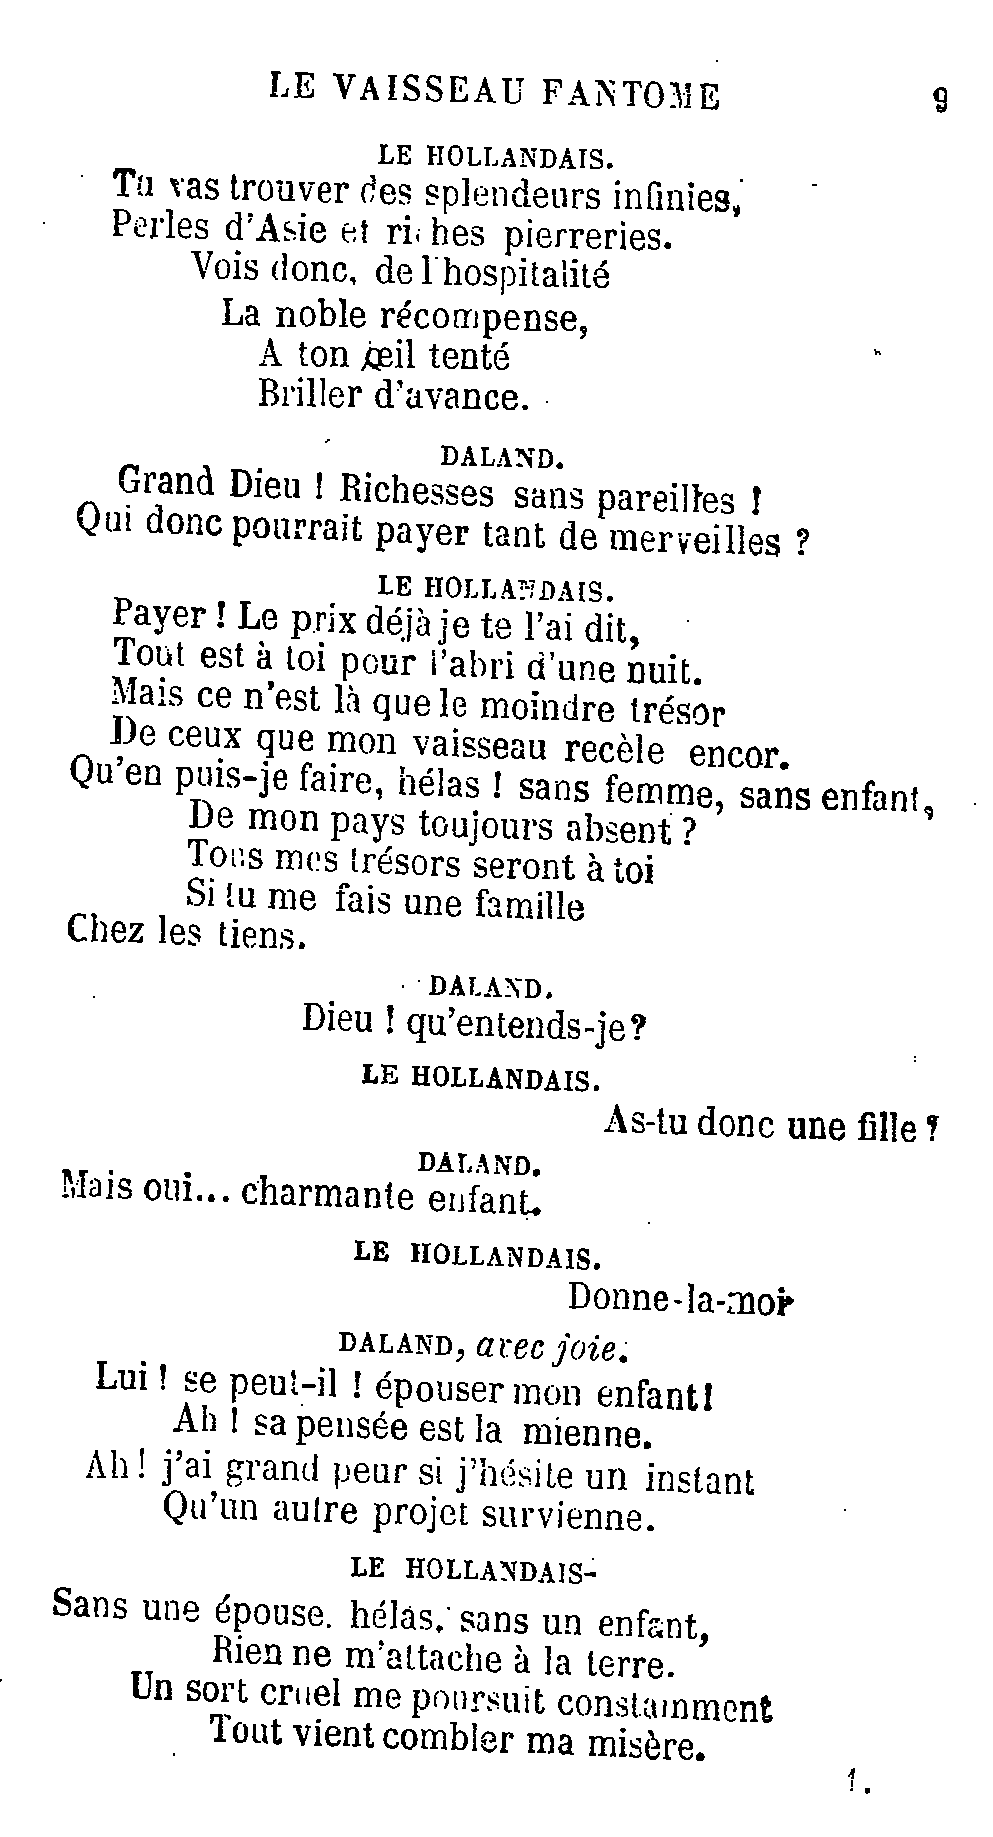 LE VAISSEAU FANTOME 9
LE HOLLANDAIS.
Tu vas trouver des splendeurs infinies,
Perles d'Asie et riches pierreries.
Vois donc, de l'hospitalité
La noble récompense,
A ton œil tenté
Briller d'avance.
DALAND.
Grand Dieu ! Richesses sans pareilles !
Qui donc pourrait payer tant de merveilles ?
LE HOLLANDAIS.
Payer ! Le prix déjà je te l'ai dit,
Tout est à toi pour l'abri d'une nuit.
Mais ce n'est là que le moindre trésor
De ceux que mon vaisseau recèle encor.
Qu'en puis-je faire, hélas ! sans femme, sans enfant,
De mon pays toujours absent ?
Tous mes trésors seront à toi
Si tu me fais une famille
Chez les tiens.
DALAND.
Dieu ! qu'entends-je ?
LE HOLLANDAIS.
As-tu donc une fille ?
DALAND.
Mais oui... charmante enfant.
LE HOLLANDAIS.
Donne-la-moi
DALAND, avec joie.
Lui ! se peut-il ! épouser mon enfant !
Ah ! sa pensée est la mienne.
Ah ! j'ai grand peur si j'hésite un instant
Qu'un autre projet survienne.
LE HOLLANDAIS-
Sans une épouse. hélas, sans un enfant,
Rien ne m'attache à la terre.
Un sort cruel me poursuit constamment
Tout vient combler ma misère.
1.